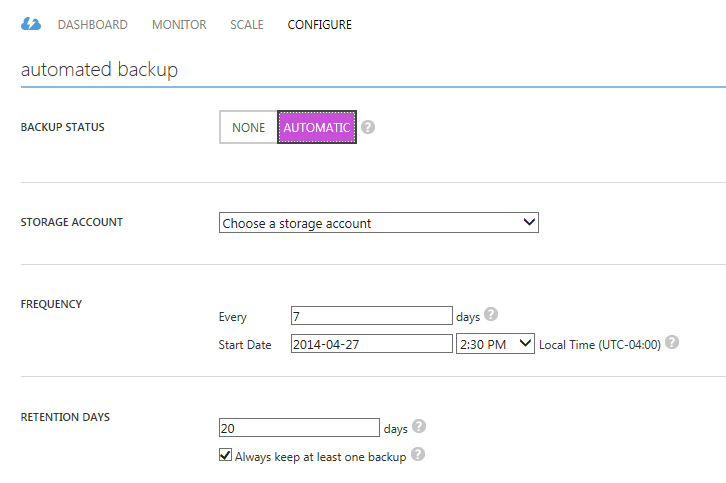 DASHBOARD MONITOR SCALE CONFIGURE
automated backup
BACKUP STATUS NONE AUTOMATIC ?
STORAGE ACCOUNT Choose a storage account
FREQUENCY
Every 7 days ?
Start Date 2014-04-27 2:30 PM Local Time (UTC-04:00) ?
RETENTION DAYS
20 days ?
Always keep at least one backup ?